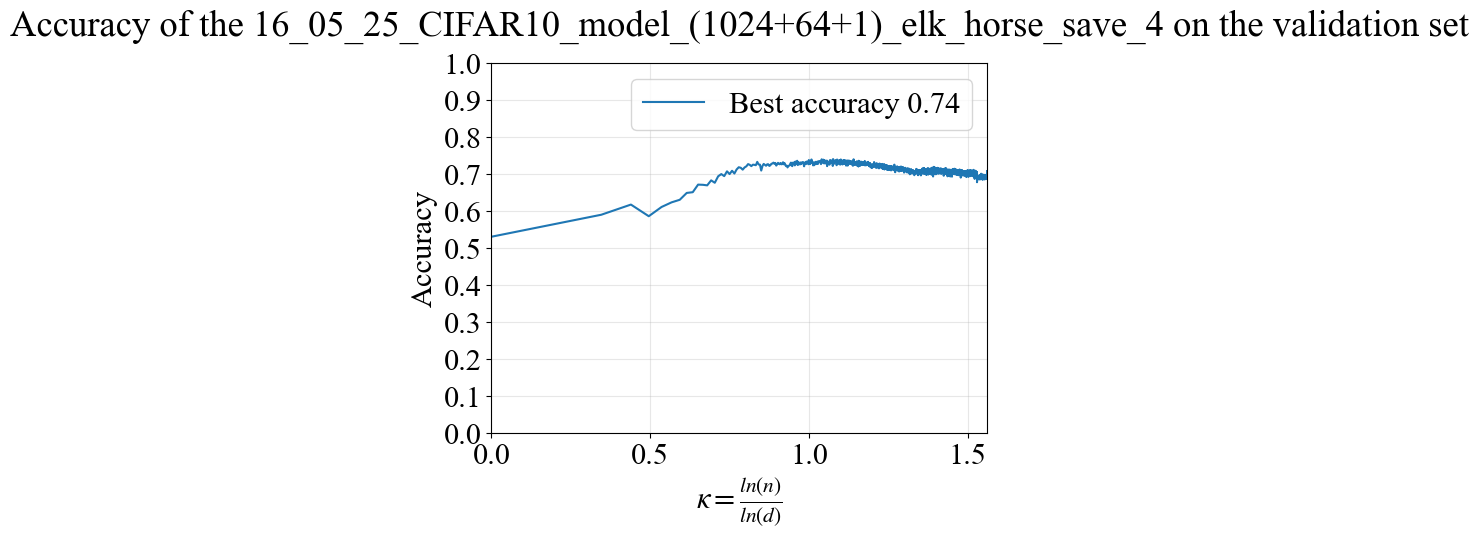 Accuracy of the 16_05_25_CIFAR10_model_(1024+64+1)_elk_horse_save_4 on the validation set
1.0
0.9
0.8
0.7
0.6
0.5
0.4
0.3
0.2
0.1
0.0
Accuracy
Best accuracy 0.74
0.0 0.5 1.0 1.5
κ = ln(n)/ln(d)